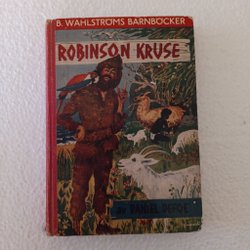 B. WAHLSTRÖMS BARNBÖCKER
ROBINSON KRUSE
AV DANIEL DEFOE